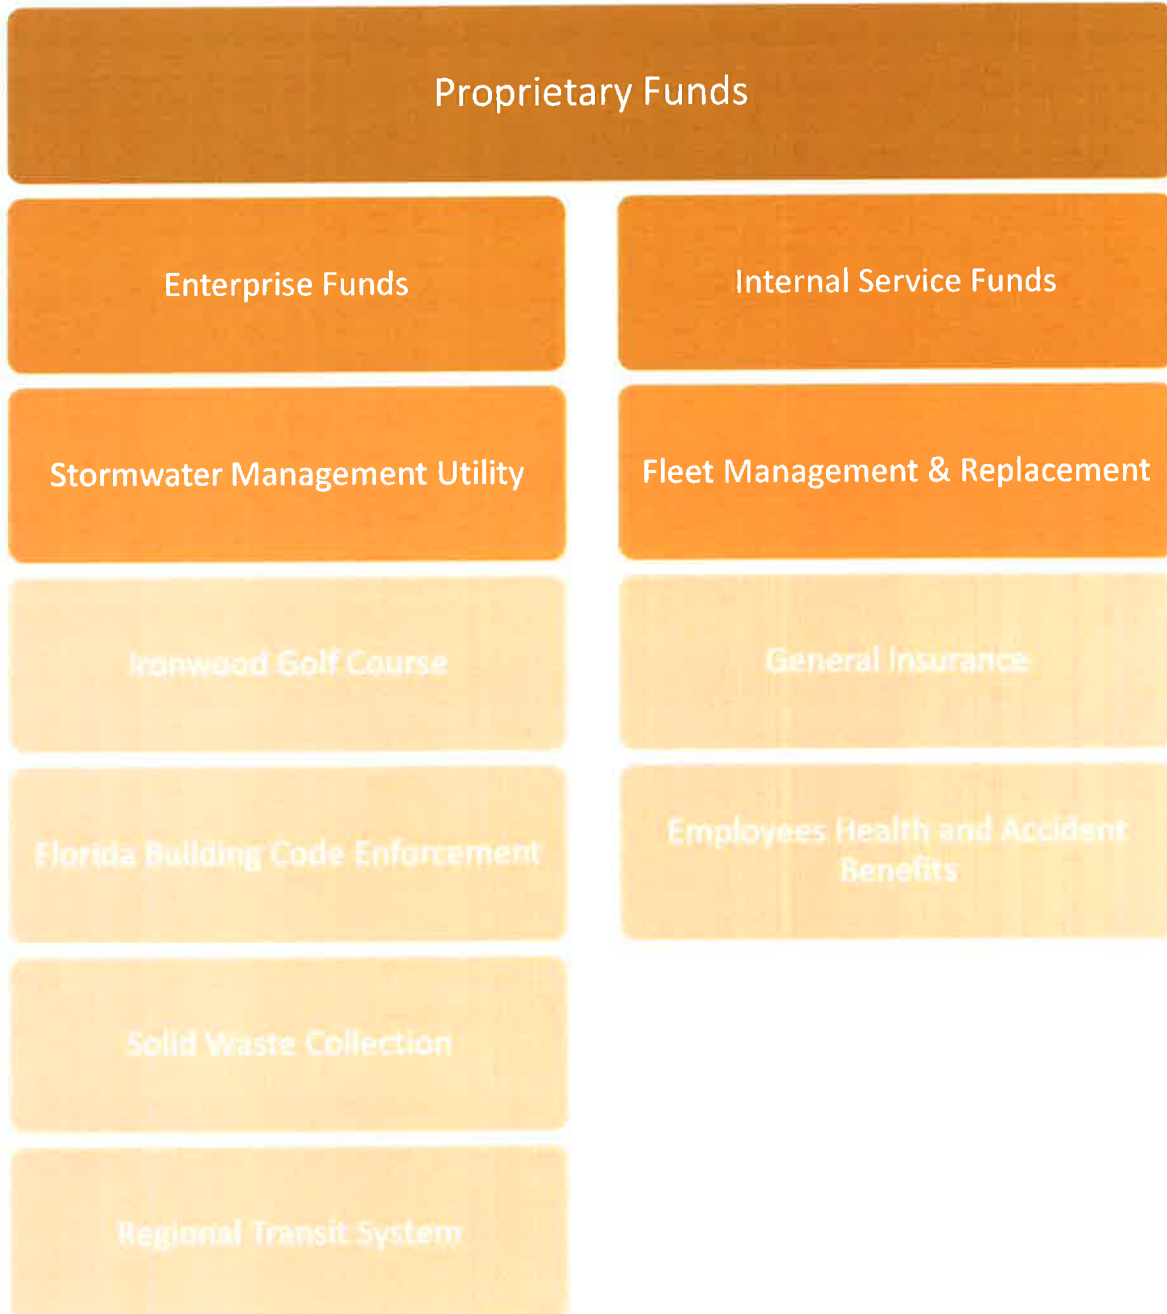 Proprietary Funds
Enterprise Funds
Internal Service Funds
Stormwater Management Utility
Fleet Management & Replacement
Ironwood Golf Course
General Insurance
Florida Building Code Enforcement
Employees Health and Accident
Benefits
Solid Waste Collection
Regional Transit System